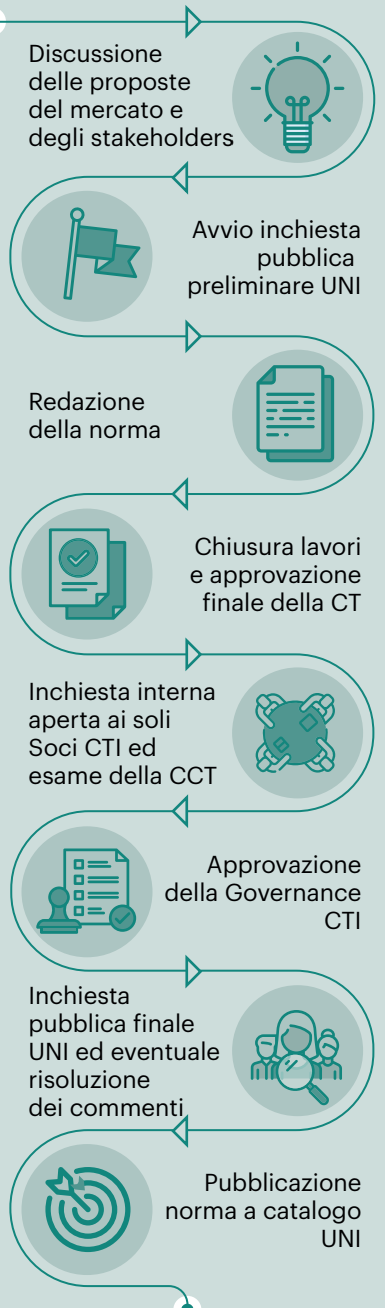 Discussione
delle proposte
del mercato e
degli stakeholders
Avvio inchiesta
pubblica
preliminare UNI
Redazione
della norma
Chiusura lavori
e approvazione
finale della CT
Inchiesta interna
aperta ai soli
Soci CTI ed
esame della CCT
Approvazione
della Governance
CTI
Inchiesta
pubblica finale
UNI ed eventuale
risoluzione
dei commenti
Pubblicazione
norma a catalogo
UNI